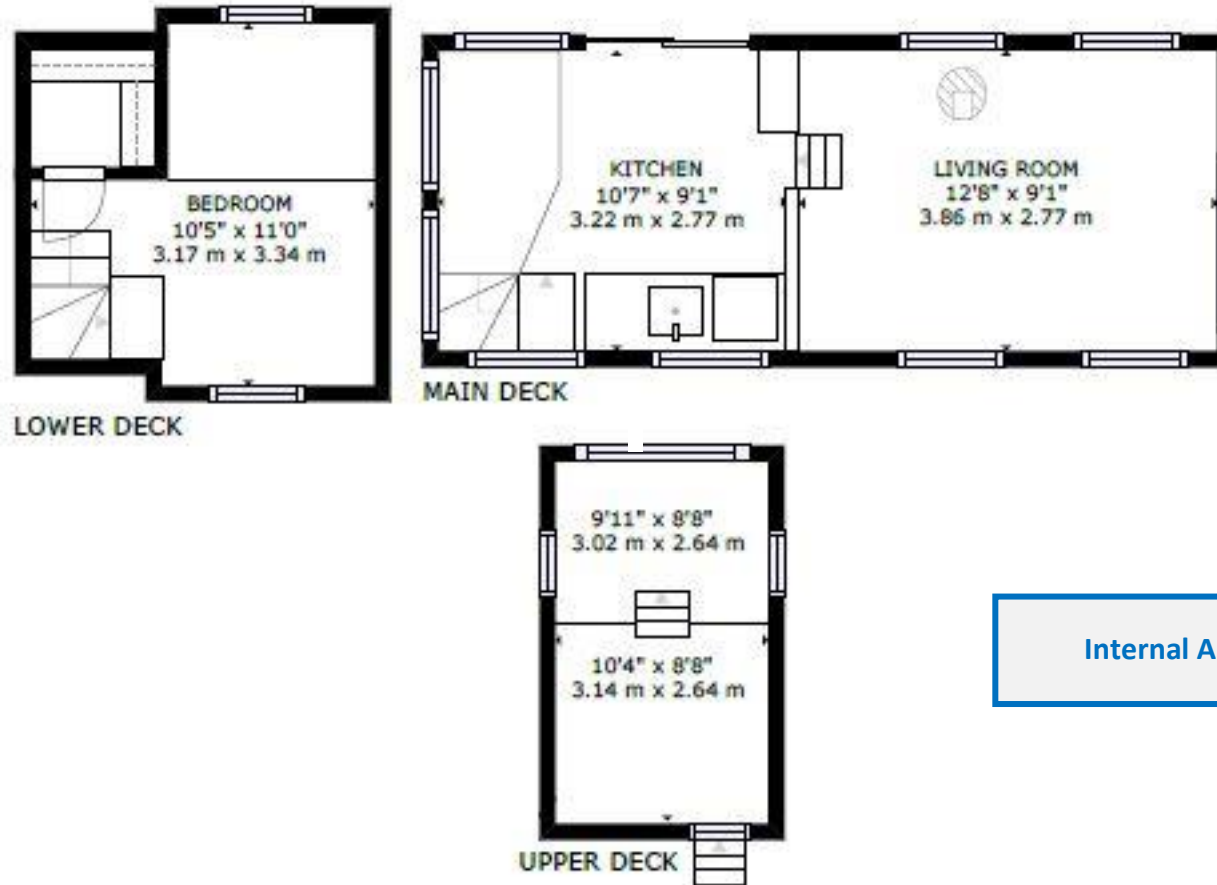 BEDROOM
10'5" x 11'0"
3.17 m x 3.34 m
LOWER DECK
KITCHEN
10'7" x 9'1"
3.22 m x 2.77 m
LIVING ROOM
12'8" x 9'1"
3.86 m x 2.77 m
MAIN DECK
9'11" x 8'8"
3.02 m x 2.64 m
10'4" x 8'8"
3.14 m x 2.64 m
UPPER DECK
Internal A